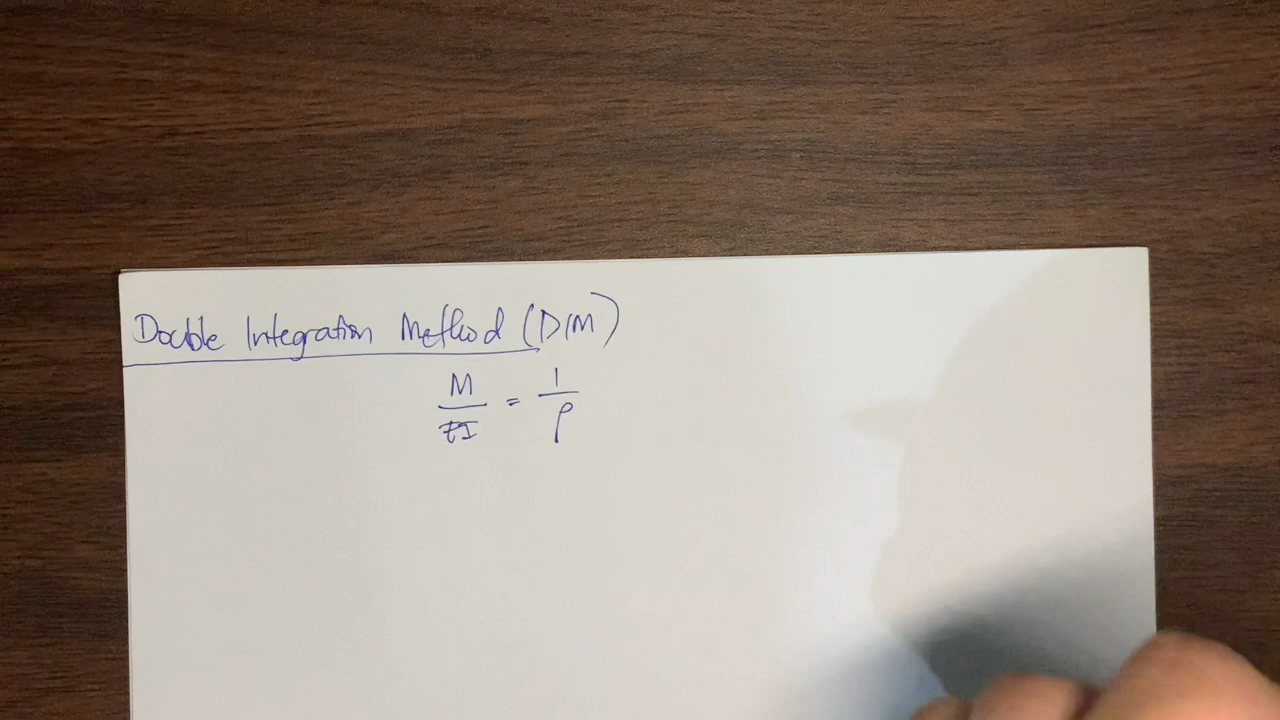 Double Integration Method (DIM)
M/EI = 1/ρ